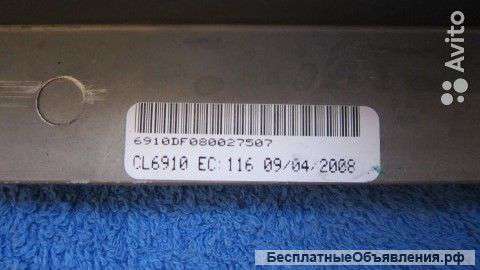 6910DF080027507
CL6910 EC: 116 09/04/2008
Avito
БесплатныеОбъявления.рф